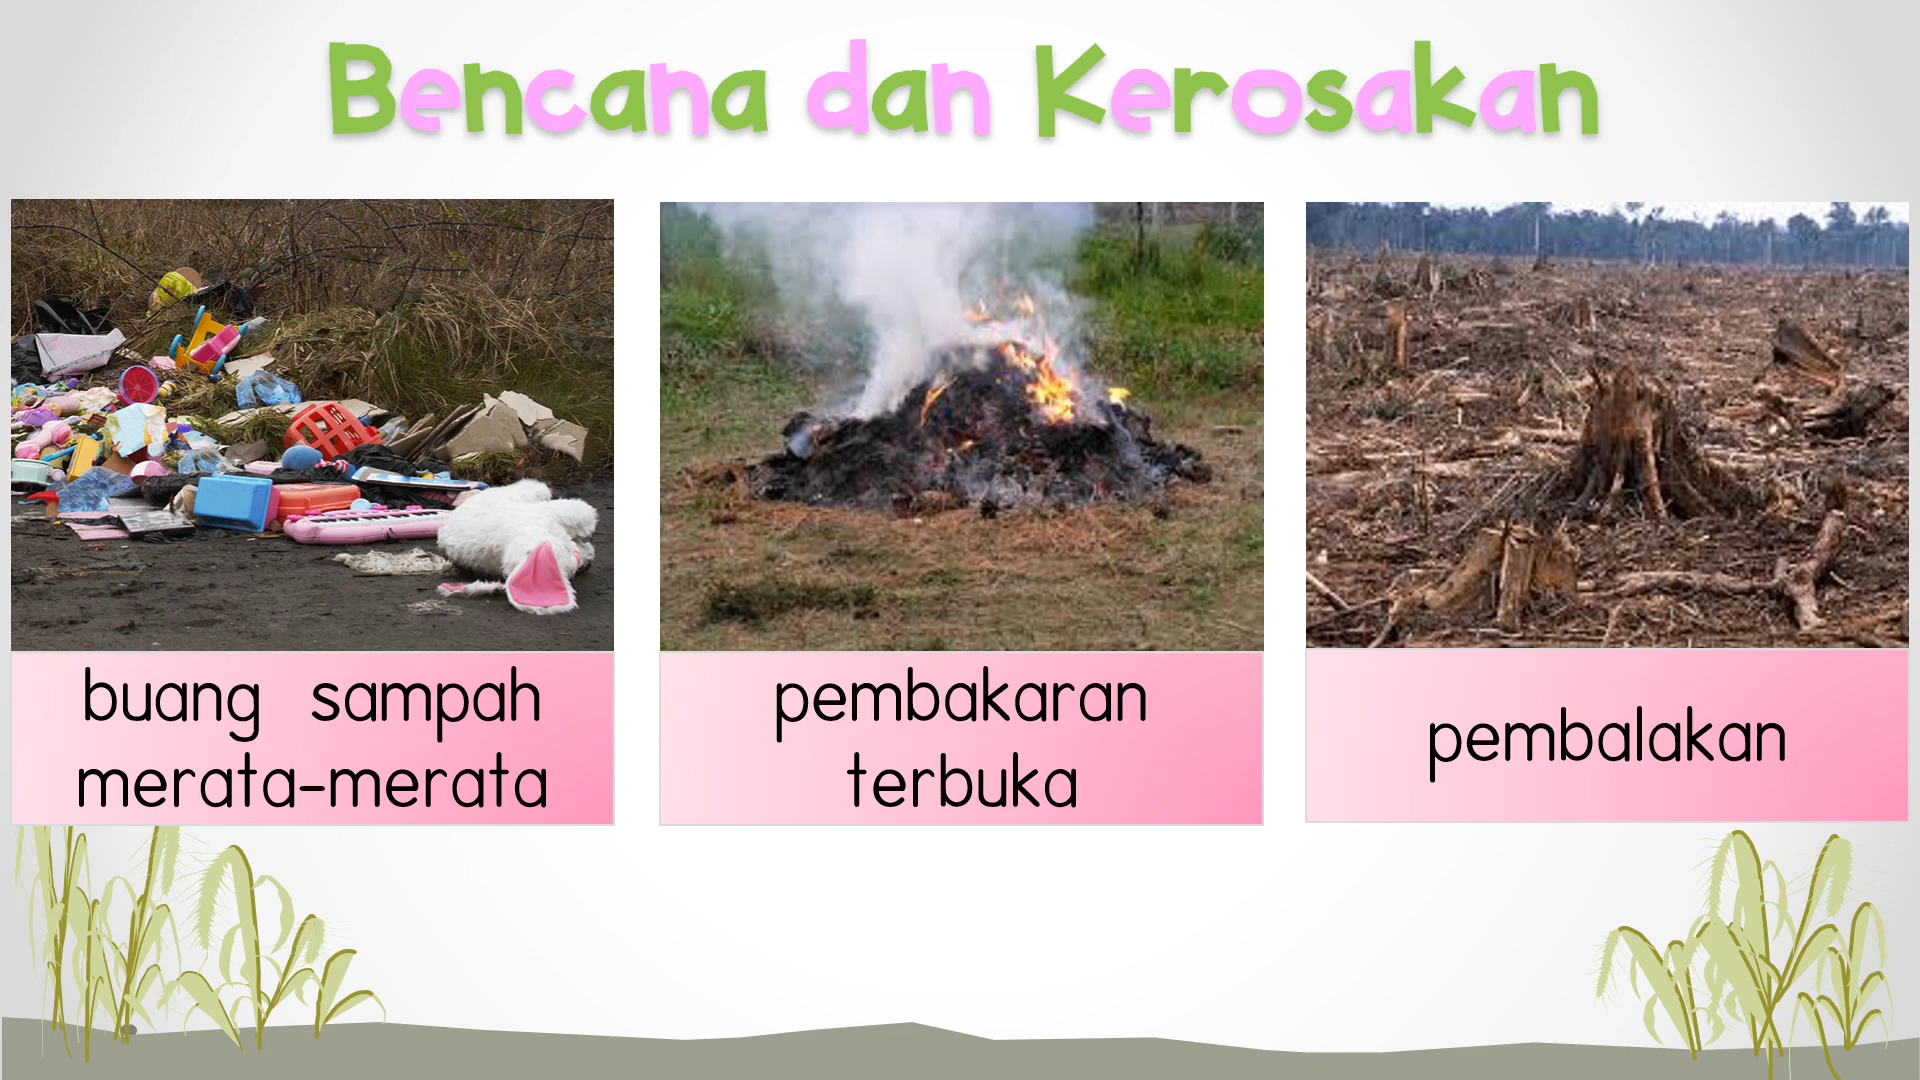 Bencana dan Kerosakan
buang sampah
merata-merata
pembakaran
terbuka
pembalakan